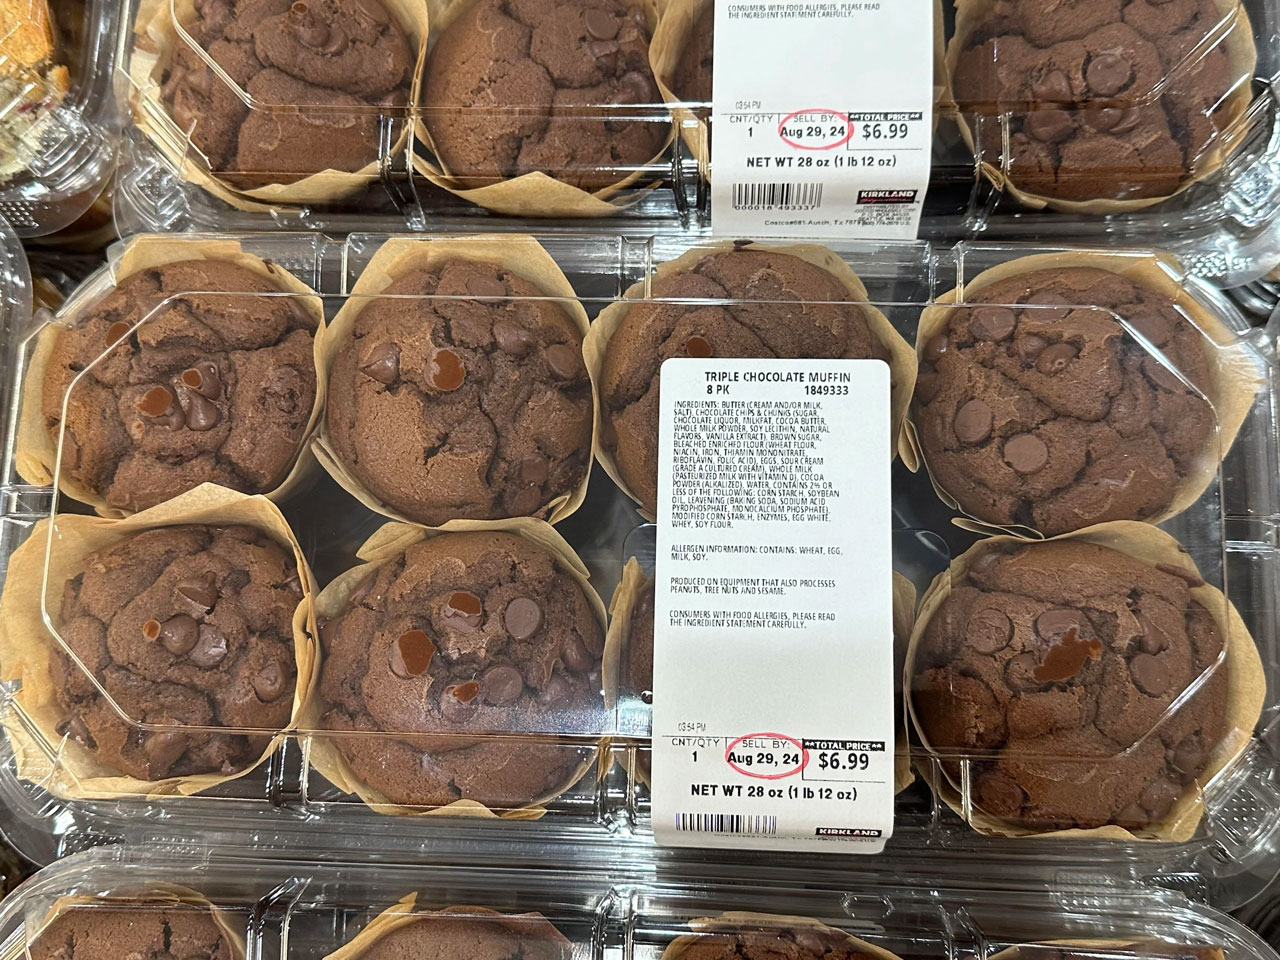 CONSUMERS WITH FOOD ALLERGIES, PLEASE READ
THE INGREDIENT STATEMENT CAREFULLY.
03:54 PM
CNT/QTY SELL BY: **TOTAL PRICE**
1 Aug 29, 24 $6.99
NET WT 28 oz (1 lb 12 oz)
KIRKLAND
Signature
DISTRIBUTED BY
000018 493337
Costco#681-Austin, Tx
TRIPLE CHOCOLATE MUFFIN
8 PK 1849333
INGREDIENTS: BUTTER (CREAM AND/OR MILK,
SALT), CHOCOLATE CHIPS & CHUNKS (SUGAR,
CHOCOLATE LIQUOR, MILKFAT, COCOA BUTTER,
WHOLE MILK POWDER, SOY LECITHIN, NATURAL
FLAVORS, VANILLA EXTRACT), BROWN SUGAR,
BLEACHED ENRICHED FLOUR (WHEAT FLOUR,
NIACIN, IRON, THIAMIN MONONITRATE,
RIBOFLAVIN, FOLIC ACID), EGGS, SOUR CREAM
(GRADE A CULTURED CREAM), WHOLE MILK
(PASTEURIZED MILK WITH VITAMIN D), COCOA
POWDER (ALKALIZED), WATER, CONTAINS 2% OR
LESS OF THE FOLLOWING: CORN STARCH, SOYBEAN
OIL, LEAVENING (BAKING SODA, SODIUM ACID
PYROPHOSPHATE, MONOCALCIUM PHOSPHATE),
MODIFIED CORN STARCH, ENZYMES, EGG WHITE,
WHEY, SOY FLOUR.
ALLERGEN INFORMATION: CONTAINS: WHEAT, EGG,
MILK, SOY.
PRODUCED ON EQUIPMENT THAT ALSO PROCESSES
PEANUTS, TREE NUTS AND SESAME.
CONSUMERS WITH FOOD ALLERGIES, PLEASE READ
THE INGREDIENT STATEMENT CAREFULLY.
03:54 PM
CNT/QTY SELL BY: **TOTAL PRICE**
1 Aug 29, 24 $6.99
NET WT 28 oz (1 lb 12 oz)
KIRKLAND